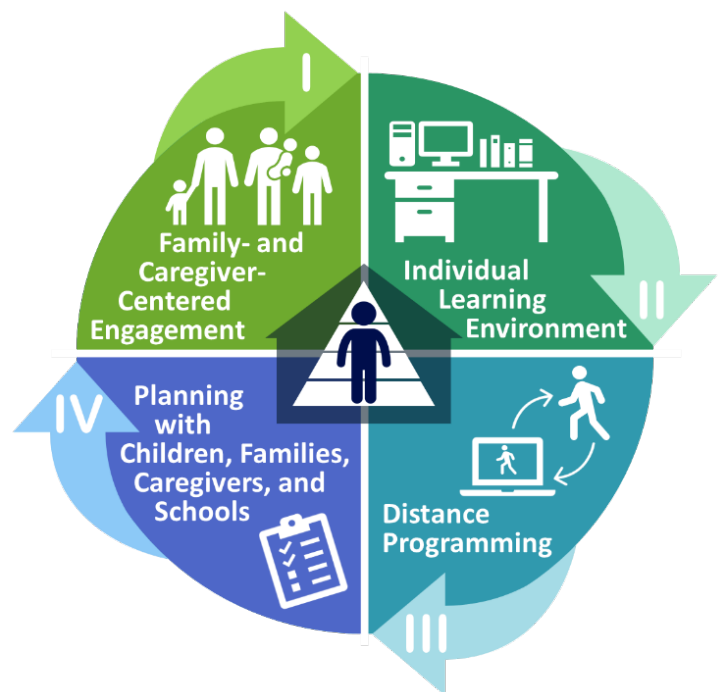 I
Family- and
Caregiver-
Centered
Engagement
II
Individual
Learning
Environment
III
Distance
Programming
IV
Planning
with
Children, Families,
Caregivers, and
Schools